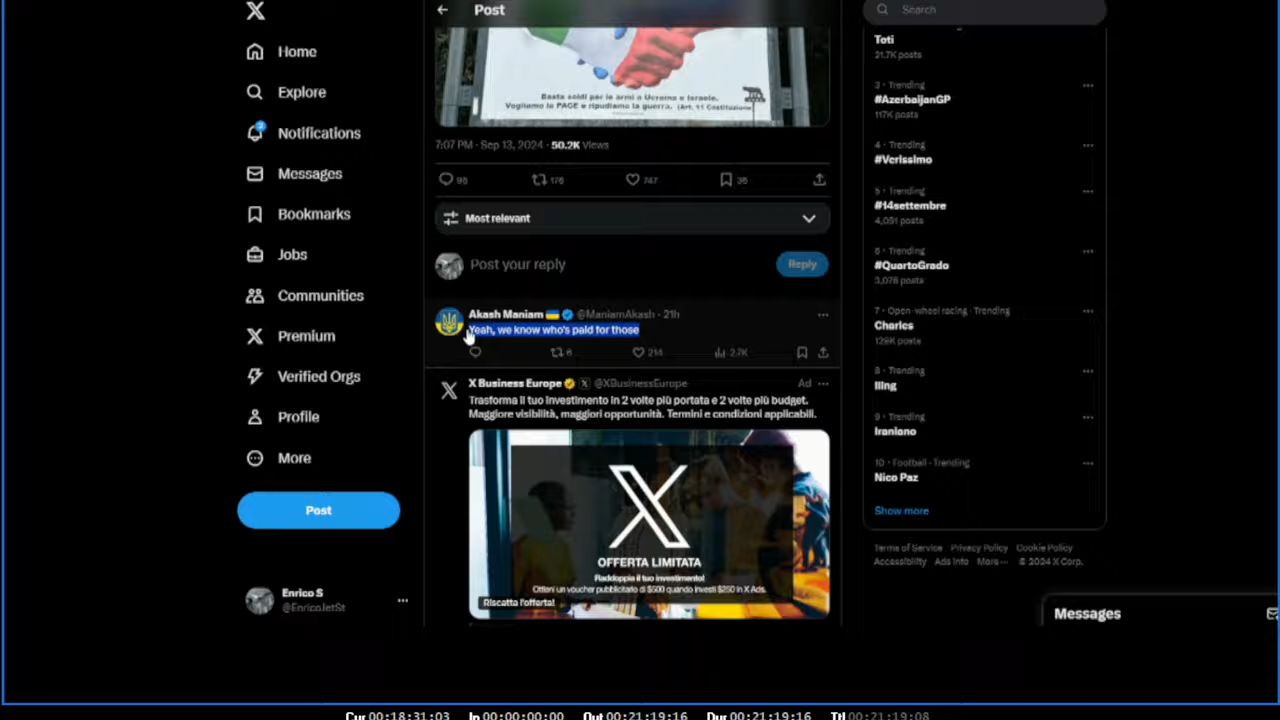 Post
Search
Home
Explore
Notifications
Messages
Bookmarks
Jobs
Communities
Premium
Verified Orgs
Profile
More
Post
Enrico S
@EnricoJetSt
Basta soldi per le armi a Ucraina e Israele.
Vogliamo la PACE e ripudiamo la guerra. (Art. 11 Costituzione
7:07 PM · Sep 13, 2024 · 50.2K Views
96 176 747 36
Most relevant
Post your reply
Reply
Akash Maniam @ManiamAkash · 21h
Yeah, we know who's paid for those
6 214 2.7K
X Business Europe @XBusinessEurope Ad
Trasforma il tuo investimento in 2 volte più portata e 2 volte più budget.
Maggiore visibilità, maggiori opportunità. Termini e condizioni applicabili.
OFFERTA LIMITATA
Raddoppia il tuo investimento!
Ottieni un voucher pubblicitario di $500 quando investi $250 in X Ads.
Riscatta l'offerta!
Toti
21.7K posts
3 · Trending
#AzerbaijanGP
117K posts
4 · Trending
#Verissimo
5 · Trending
#14settembre
4,051 posts
6 · Trending
#QuartoGrado
3,076 posts
7 · Open-wheel racing · Trending
Charles
129K posts
8 · Trending
Iling
9 · Trending
Iraniano
10 · Football · Trending
Nico Paz
Show more
Terms of Service Privacy Policy Cookie Policy
Accessibility Ads info More ··· © 2024 X Corp.
Messages
Cur 00:18:31:03 In 00:00:00:00 Out 00:21:19:16 Dur 00:21:19:16 Ttl 00:21:19:08